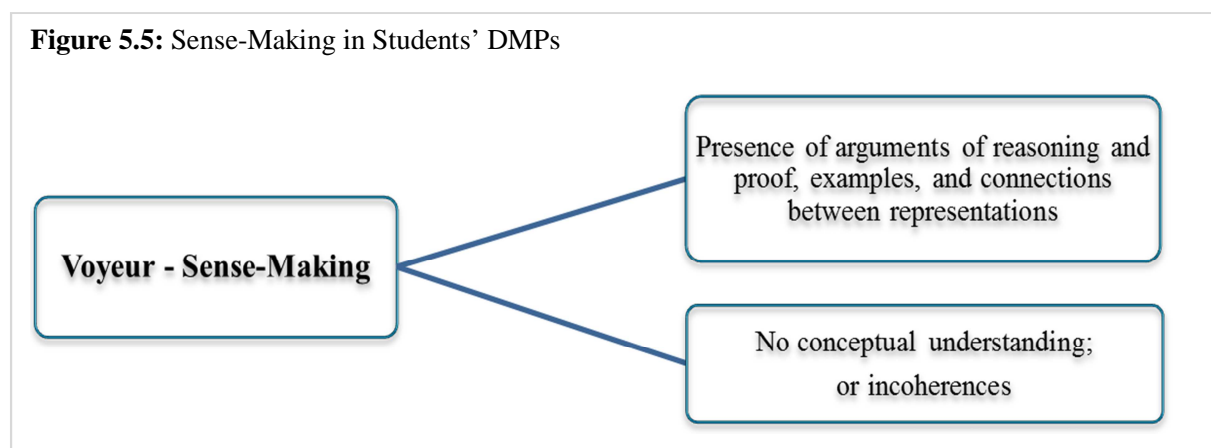 Figure 5.5: Sense-Making in Students’ DMPs
Presence of arguments of reasoning and
proof, examples, and connections
between representations
Voyeur - Sense-Making
No conceptual understanding;
or incoherences